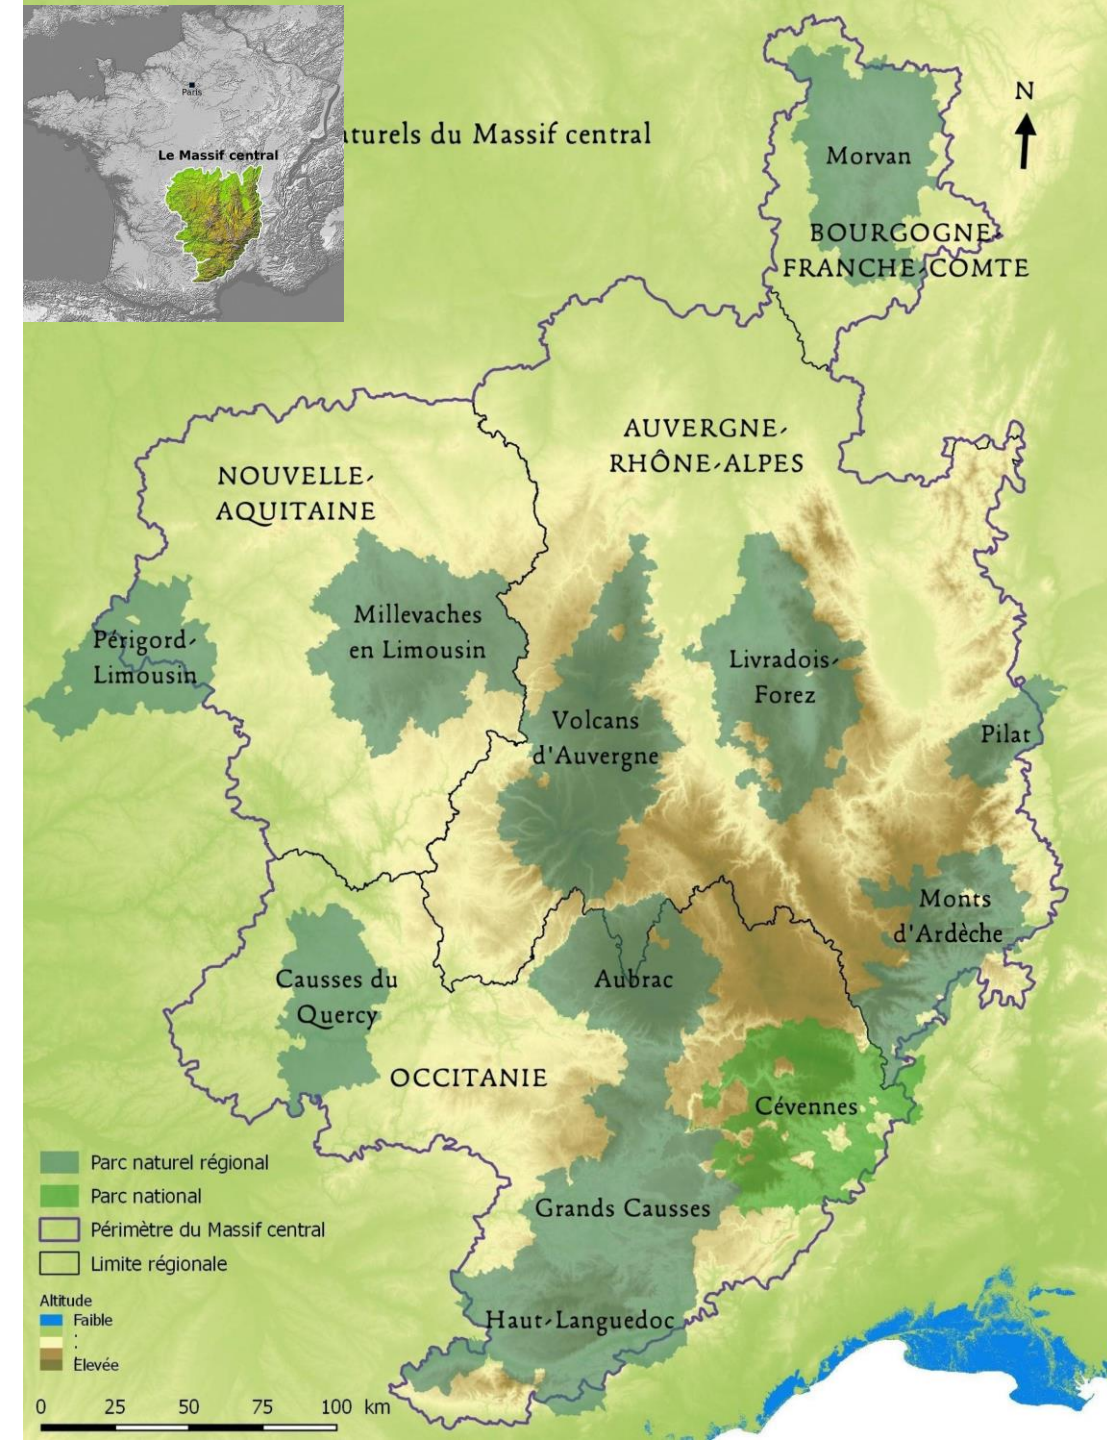 Paris
Le Massif central
aturels du Massif central
N
Morvan
BOURGOGNE-
FRANCHE-COMTE
AUVERGNE-
RHÔNE-ALPES
NOUVELLE-
AQUITAINE
Millevaches
en Limousin
Périgord-
Limousin
Livradois-
Forez
Volcans
d'Auvergne
Pilat
Monts
d'Ardèche
Causses du
Quercy
Aubrac
OCCITANIE
Cévennes
Grands Causses
Haut-Languedoc
Parc naturel régional
Parc national
Périmètre du Massif central
Limite régionale
Altitude
Faible
:
:
Elevée
0 25 50 75 100 km